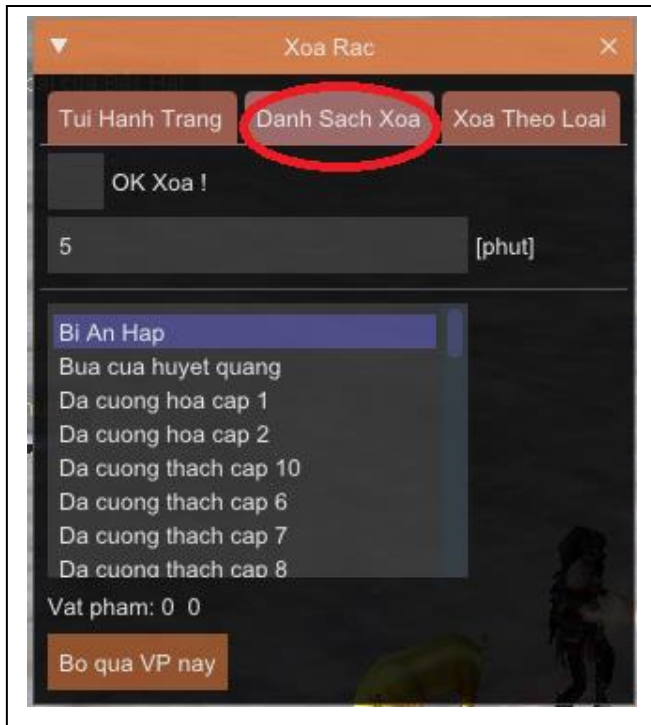 Xoa Rac
Tui Hanh Trang Danh Sach Xoa Xoa Theo Loai
OK Xoa !
5 [phut]
Bi An Hap
Bua cua huyet quang
Da cuong hoa cap 1
Da cuong hoa cap 2
Da cuong thach cap 10
Da cuong thach cap 6
Da cuong thach cap 7
Da cuong thach cap 8
Vat pham: 0 0
Bo qua VP nay